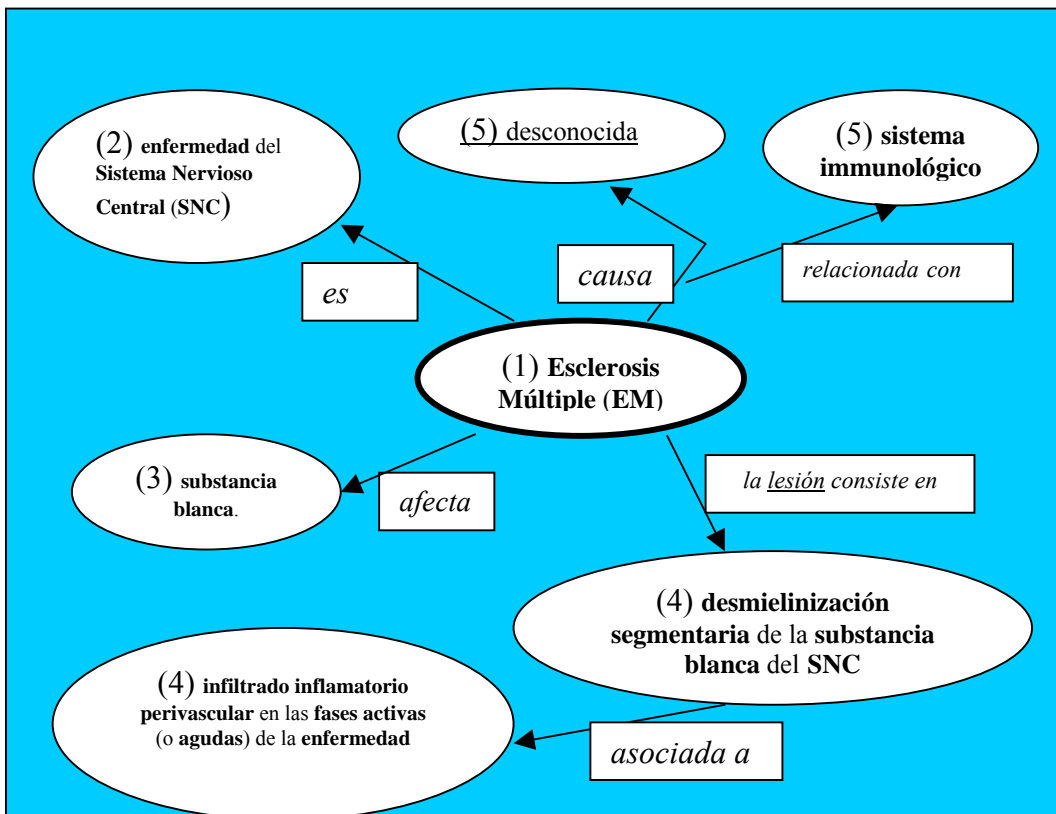 (2) enfermedad del
Sistema Nervioso
Central (SNC)
(5) desconocida
(5) sistema
immunológico
es
causa
relacionada con
(1) Esclerosis
Múltiple (EM)
(3) substancia
blanca.
afecta
la lesión consiste en
(4) desmielinización
segmentaria de la substancia
blanca del SNC
(4) infiltrado inflamatorio
perivascular en las fases activas
(o agudas) de la enfermedad
asociada a